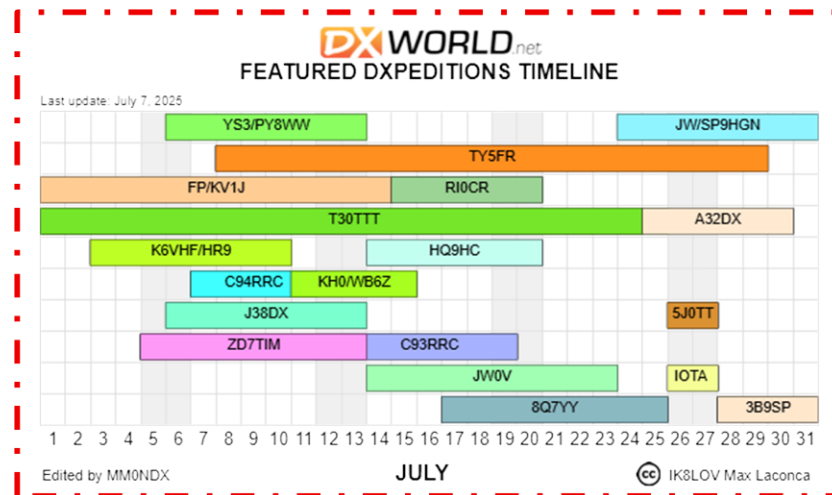 DX WORLD.net
FEATURED DXPEDITIONS TIMELINE
Last update: July 7, 2025
YS3/PY8WW JW/SP9HGN
TY5FR
FP/KV1J RI0CR
T30TTT A32DX
K6VHF/HR9 HQ9HC
C94RRC KH0/WB6Z
J38DX 5J0TT
ZD7TIM C93RRC
JW0V IOTA
8Q7YY 3B9SP
1 2 3 4 5 6 7 8 9 10 11 12 13 14 15 16 17 18 19 20 21 22 23 24 25 26 27 28 29 30 31
Edited by MM0NDX JULY cc IK8LOV Max Laconca